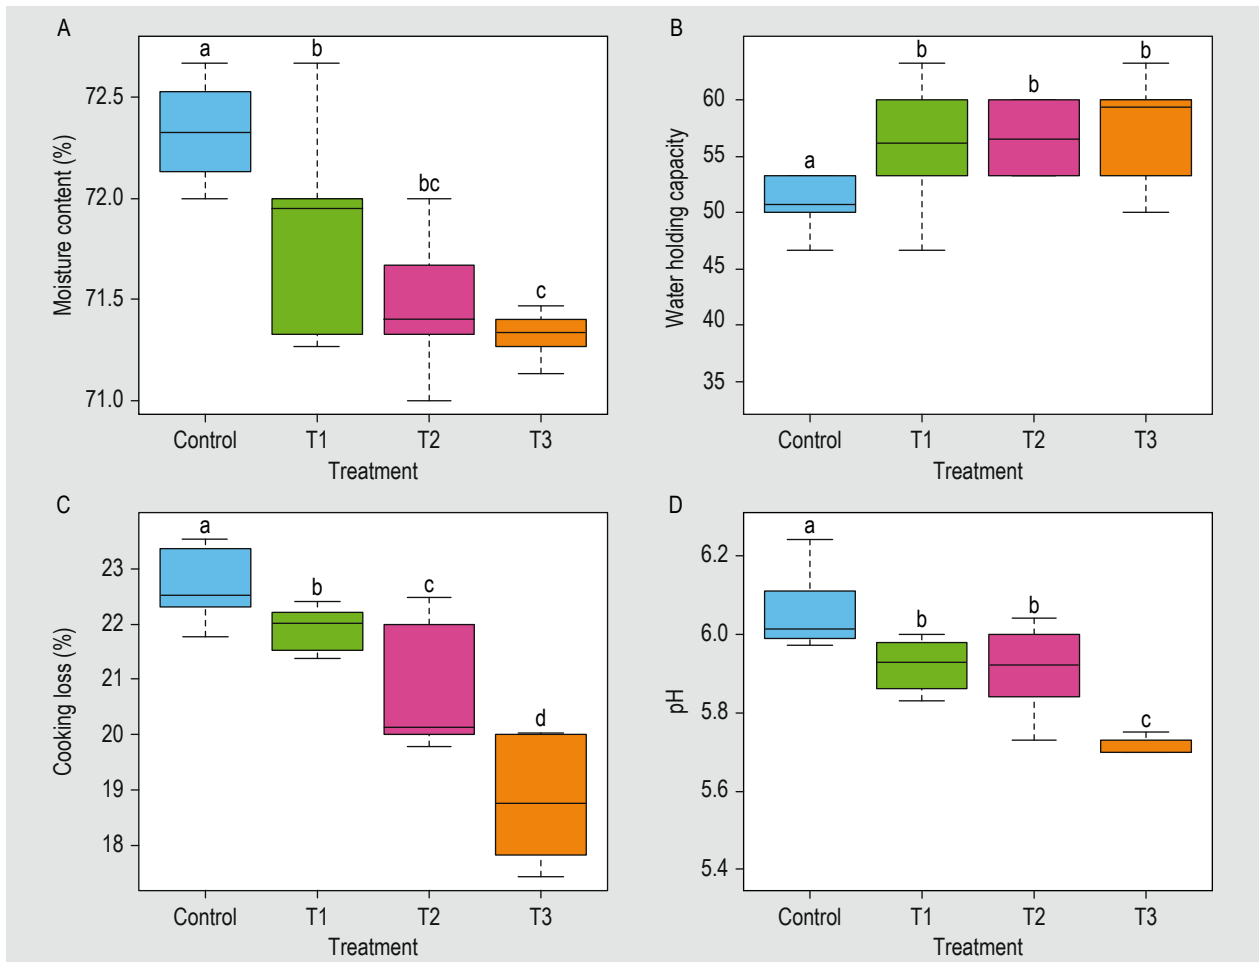 A
a
b
bc
c
72.5
72.0
71.5
71.0
Moisture content (%)
Control T1 T2 T3
Treatment
B
a
b
b
b
60
55
50
45
40
35
Water holding capacity
Control T1 T2 T3
Treatment
C
a
b
c
d
23
22
21
20
19
18
Cooking loss (%)
Control T1 T2 T3
Treatment
D
a
b
b
c
6.2
6.0
5.8
5.6
5.4
pH
Control T1 T2 T3
Treatment